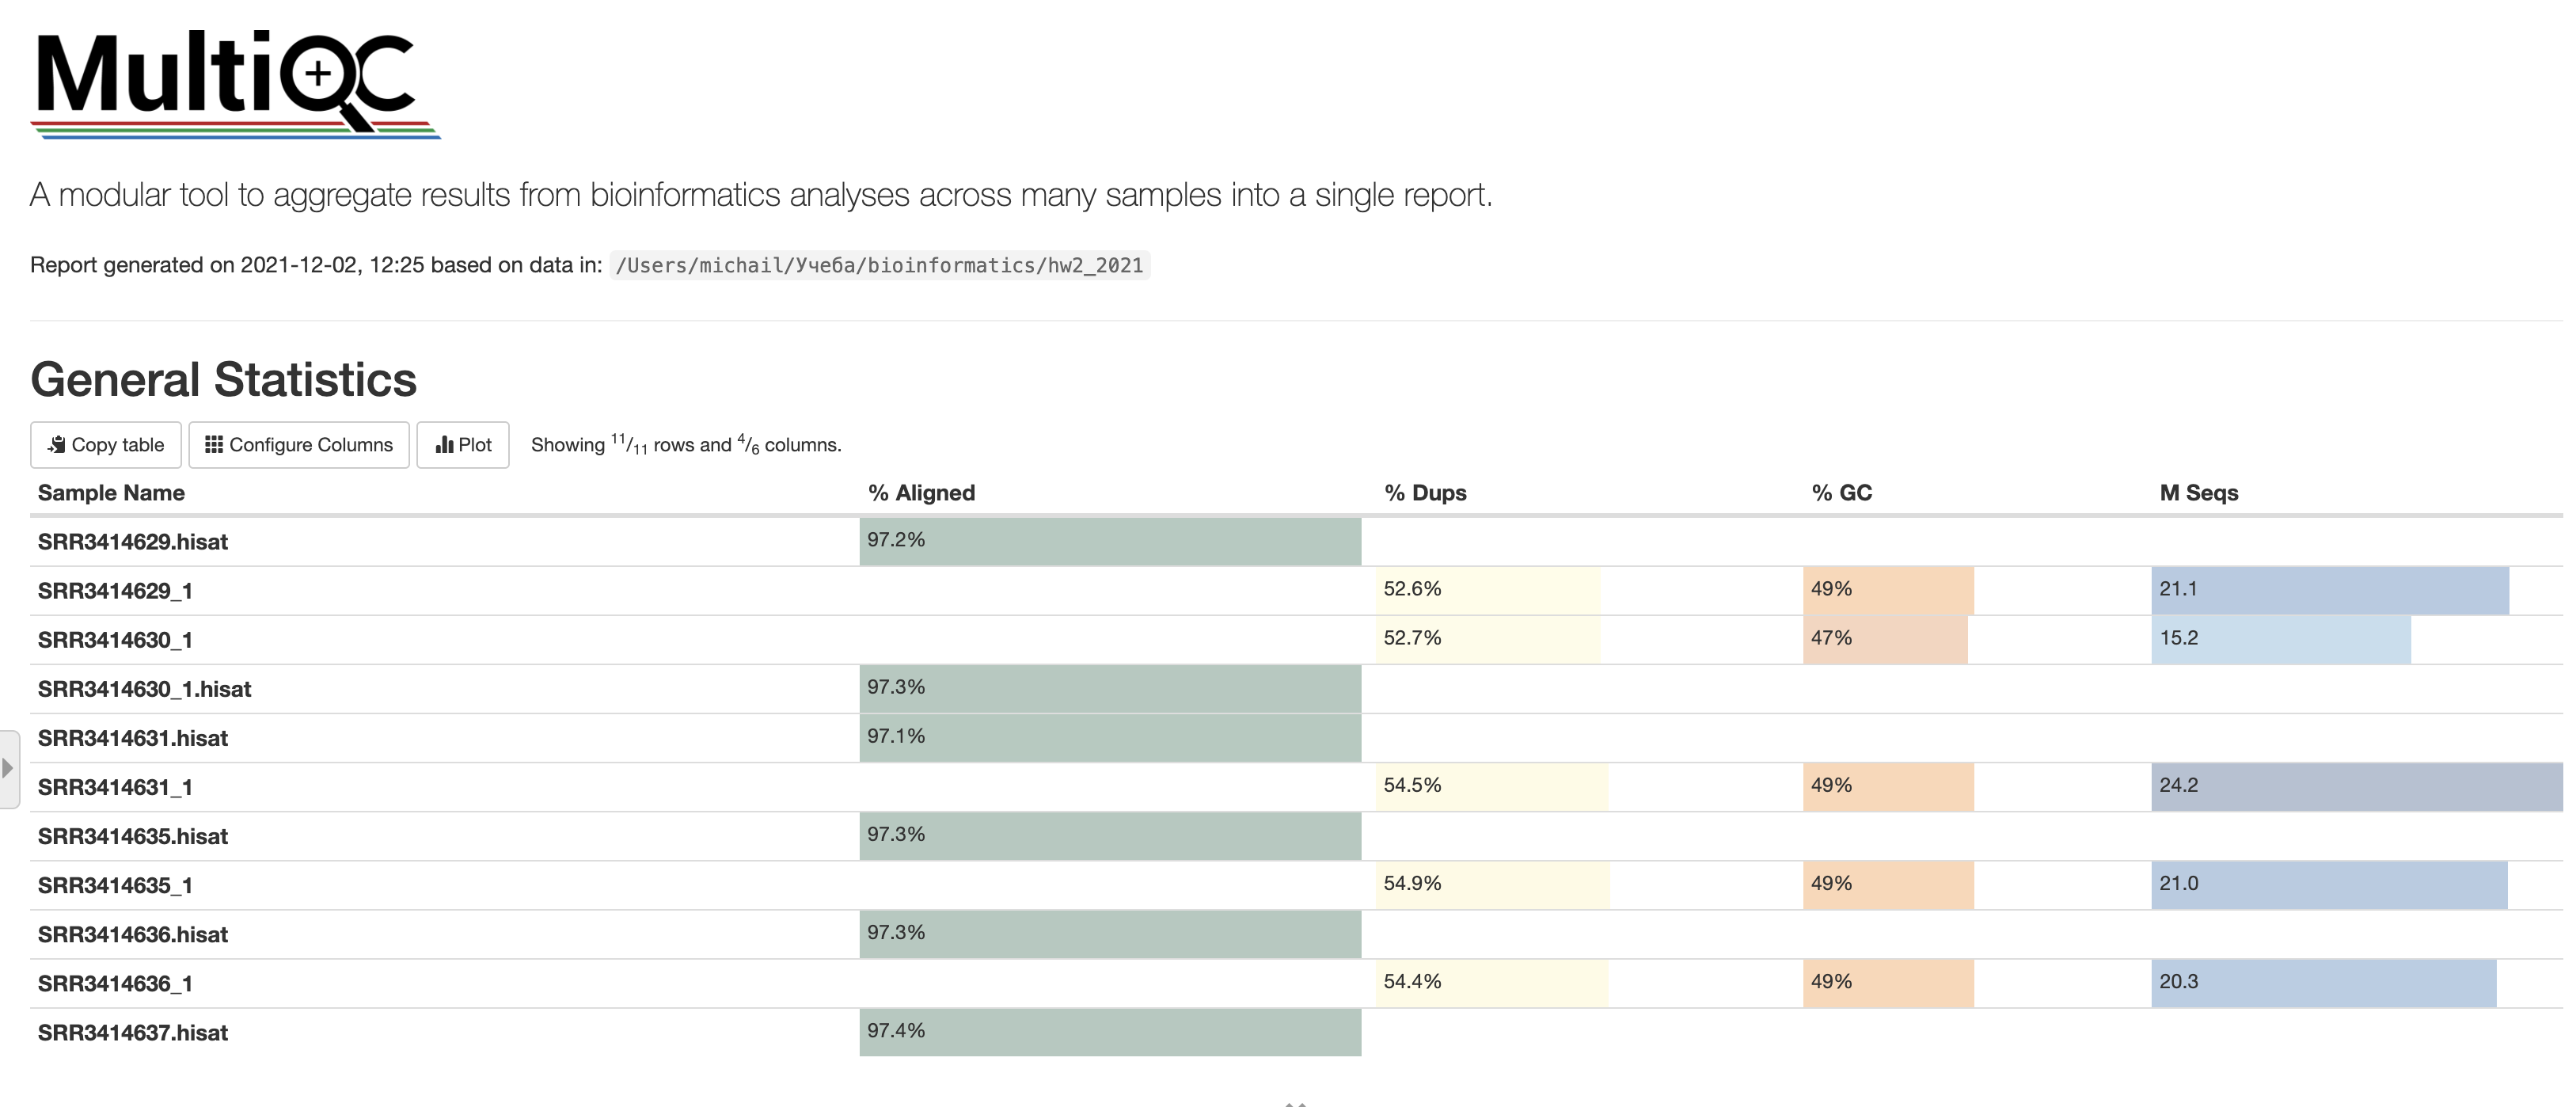 MultiQC
A modular tool to aggregate results from bioinformatics analyses across many samples into a single report.
Report generated on 2021-12-02, 12:25 based on data in: /Users/michail/Учеба/bioinformatics/hw2_2021
General Statistics
Copy table Configure Columns Plot Showing 11/11 rows and 4/6 columns.
Sample Name % Aligned % Dups % GC M Seqs
SRR3414629.hisat 97.2%
SRR3414629_1 52.6% 49% 21.1
SRR3414630_1 52.7% 47% 15.2
SRR3414630_1.hisat 97.3%
SRR3414631.hisat 97.1%
SRR3414631_1 54.5% 49% 24.2
SRR3414635.hisat 97.3%
SRR3414635_1 54.9% 49% 21.0
SRR3414636.hisat 97.3%
SRR3414636_1 54.4% 49% 20.3
SRR3414637.hisat 97.4%